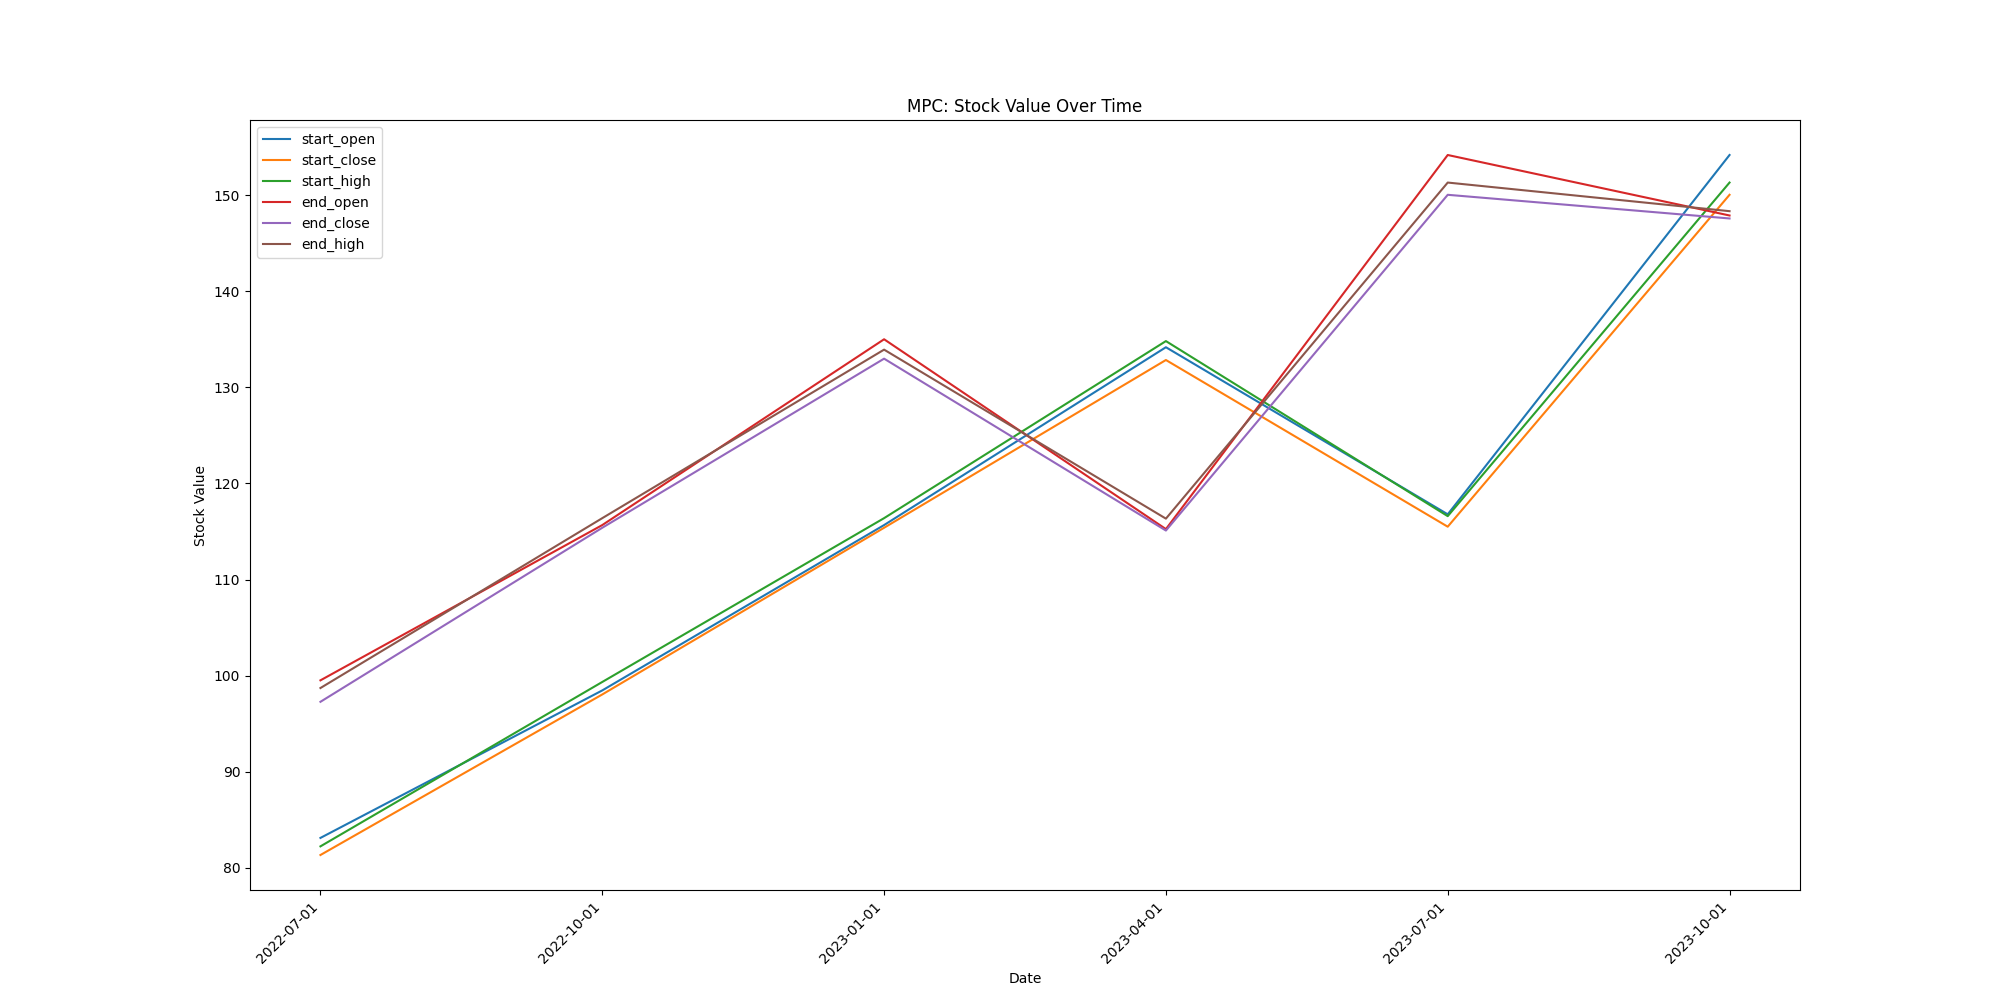 MPC: Stock Value Over Time
start_open
start_close
start_high
end_open
end_close
end_high
Stock Value
150
140
130
120
110
100
90
80
2022-07-01
2022-10-01
2023-01-01
2023-04-01
2023-07-01
2023-10-01
Date